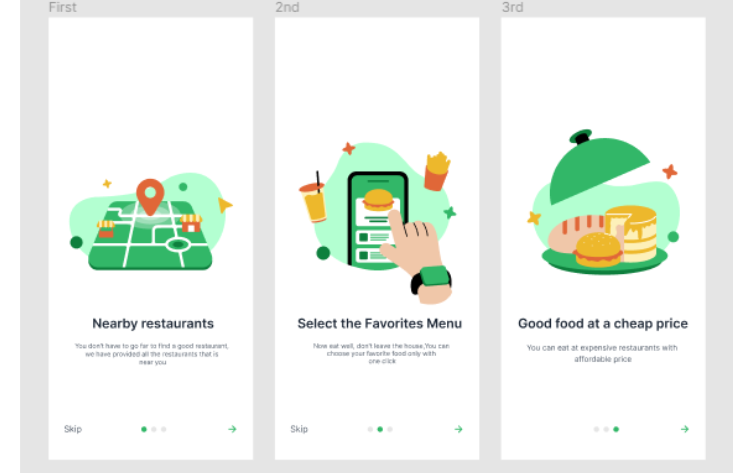 First
2nd
3rd
Nearby restaurants
You don't have to go far to find a good restaurant,
we have provided all the restaurants that is
near you
Skip
Select the Favorites Menu
Now eat well, don't leave the house,You can
choose your favorite food only with
one click
Skip
Good food at a cheap price
You can eat at expensive restaurants with
affordable price